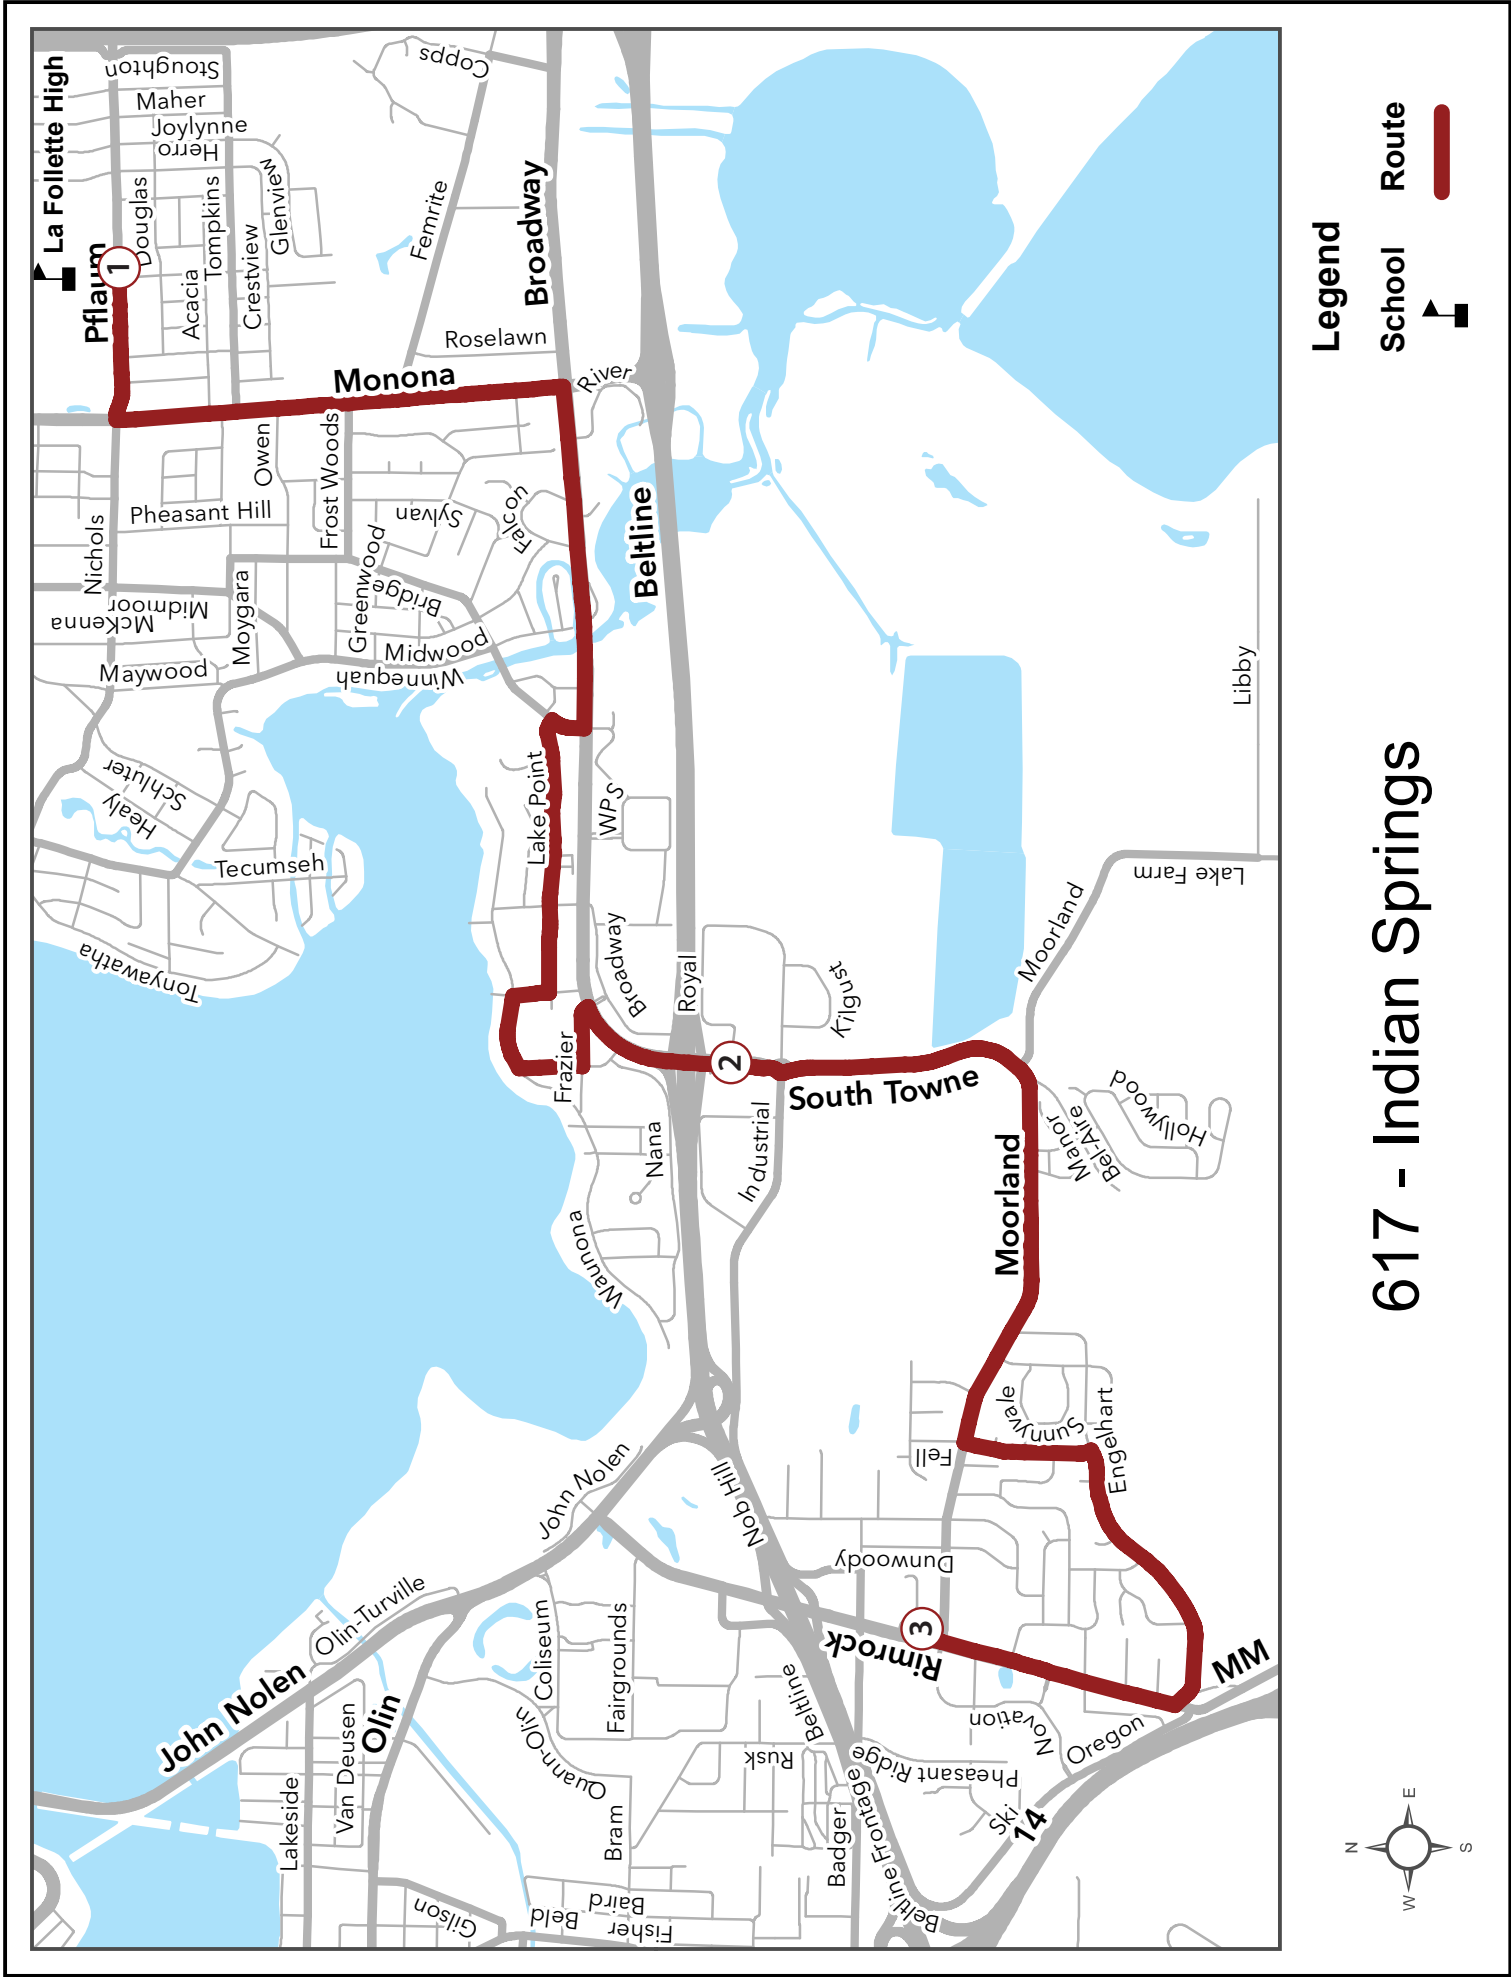 La Follette High
Pflaum
1
Stoughton
Maher
Joylynne
Herro
Douglas
Tompkins
Acacia
Crestview
Glenview
Copps
Femrite
Broadway
Roselawn
Monona
River
Owen
Frost Woods
Nichols
Pheasant Hill
Sylvan
Falcon
Beltline
McKenna
Midmoor
Moygara
Greenwood
Bridge
Midwood
Winnequah
Maywood
Schluter
Healy
Tecumseh
Tonyawatha
Lake Point
WPS
Broadway
Royal
Kilgust
Frazier
2
South Towne
Industrial
Nana
Waunona
Libby
Lake Farm
Moorland
Moorland
Manor
Bel-Aire
Hollywood
Sunnyvale
Engelhart
Fell
John Nolen
Nob Hill
Dunwoody
3
Rimrock
MM
Olin-Turville
John Nolen
Olin
Coliseum
Fairgrounds
Quann-Olin
Van Deusen
Lakeside
Bram
Rusk
Beltline
Badger
Beltline Frontage
Beltline
Pheasant Ridge
Novation
Oregon
Ski
14
Gilson
Beld
Baird
Fisher
617 - Indian Springs
Legend
School
Route
N
E
S
W